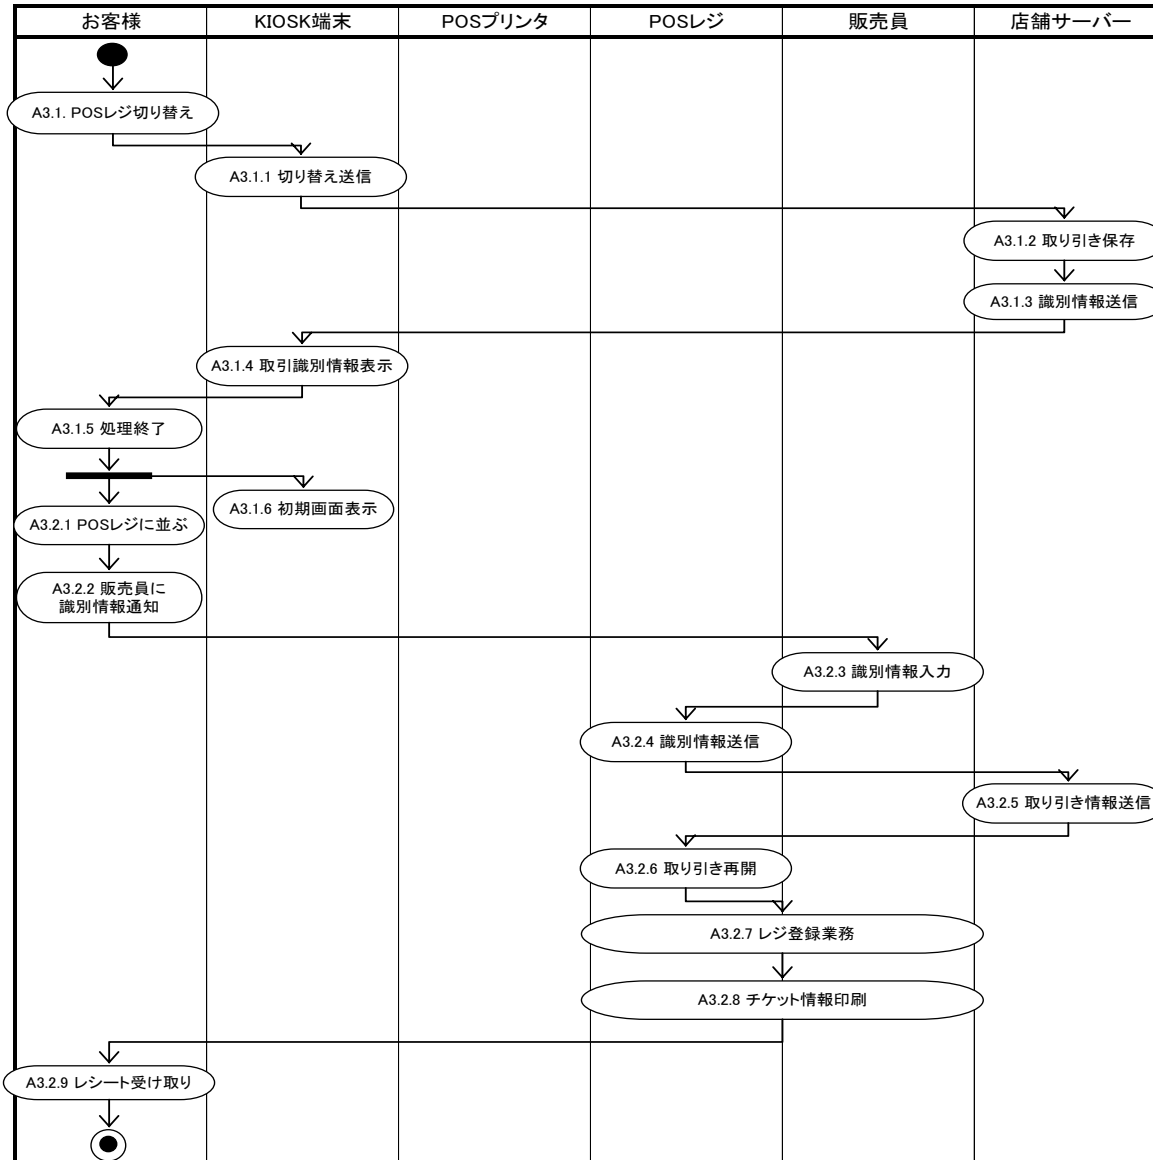 お客様
KIOSK端末
POSプリンタ
POSレジ
販売員
店舗サーバー
A3.1. POSレジ切り替え
A3.1.1 切り替え送信
A3.1.2 取り引き保存
A3.1.3 識別情報送信
A3.1.4 取引識別情報表示
A3.1.5 処理終了
A3.1.6 初期画面表示
A3.2.1 POSレジに並ぶ
A3.2.2 販売員に
識別情報通知
A3.2.3 識別情報入力
A3.2.4 識別情報送信
A3.2.5 取り引き情報送信
A3.2.6 取り引き再開
A3.2.7 レジ登録業務
A3.2.8 チケット情報印刷
A3.2.9 レシート受け取り